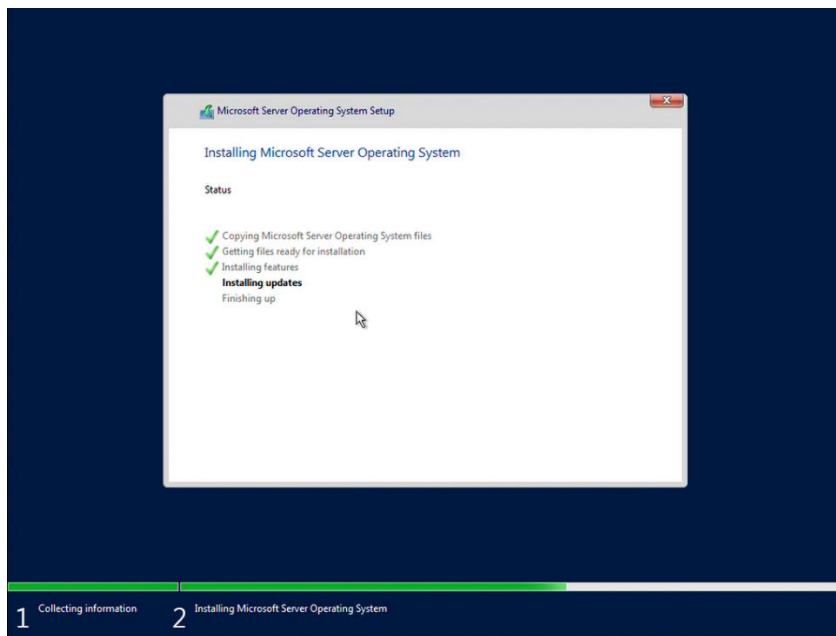 Microsoft Server Operating System Setup
Installing Microsoft Server Operating System
Status
Copying Microsoft Server Operating System files
Getting files ready for installation
Installing features
Installing updates
Finishing up
1 Collecting information
2 Installing Microsoft Server Operating System